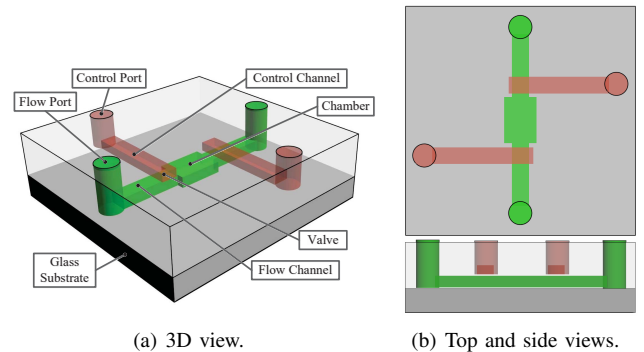 Control Port
Control Channel
Flow Port
Chamber
Valve
Glass
Substrate
Flow Channel
(a) 3D view.
(b) Top and side views.